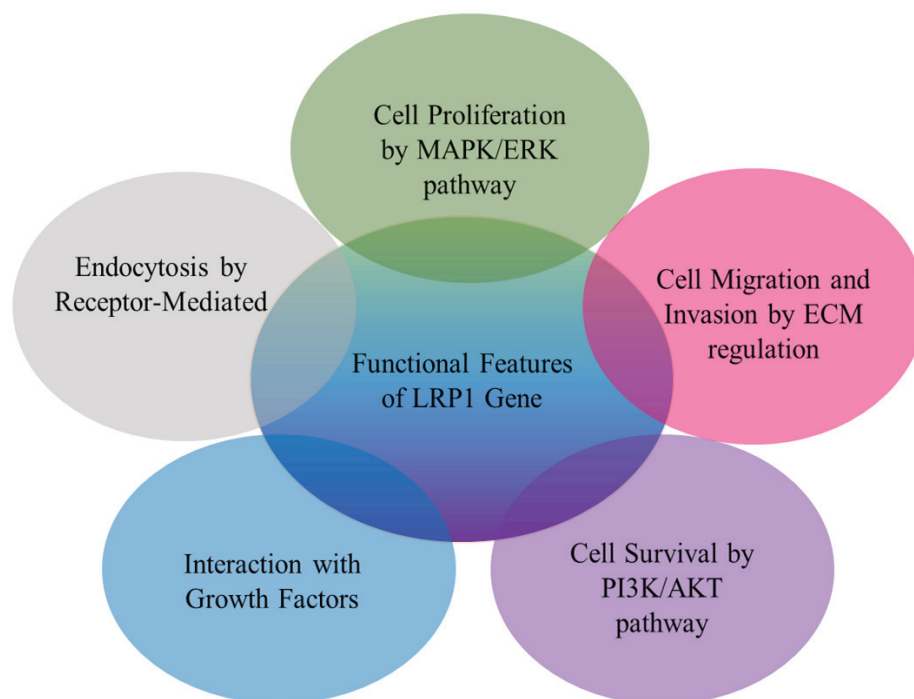 Cell Proliferation
by MAPK/ERK
pathway
Endocytosis by
Receptor-Mediated
Cell Migration and
Invasion by ECM
regulation
Functional Features
of LRP1 Gene
Interaction with
Growth Factors
Cell Survival by
PI3K/AKT
pathway